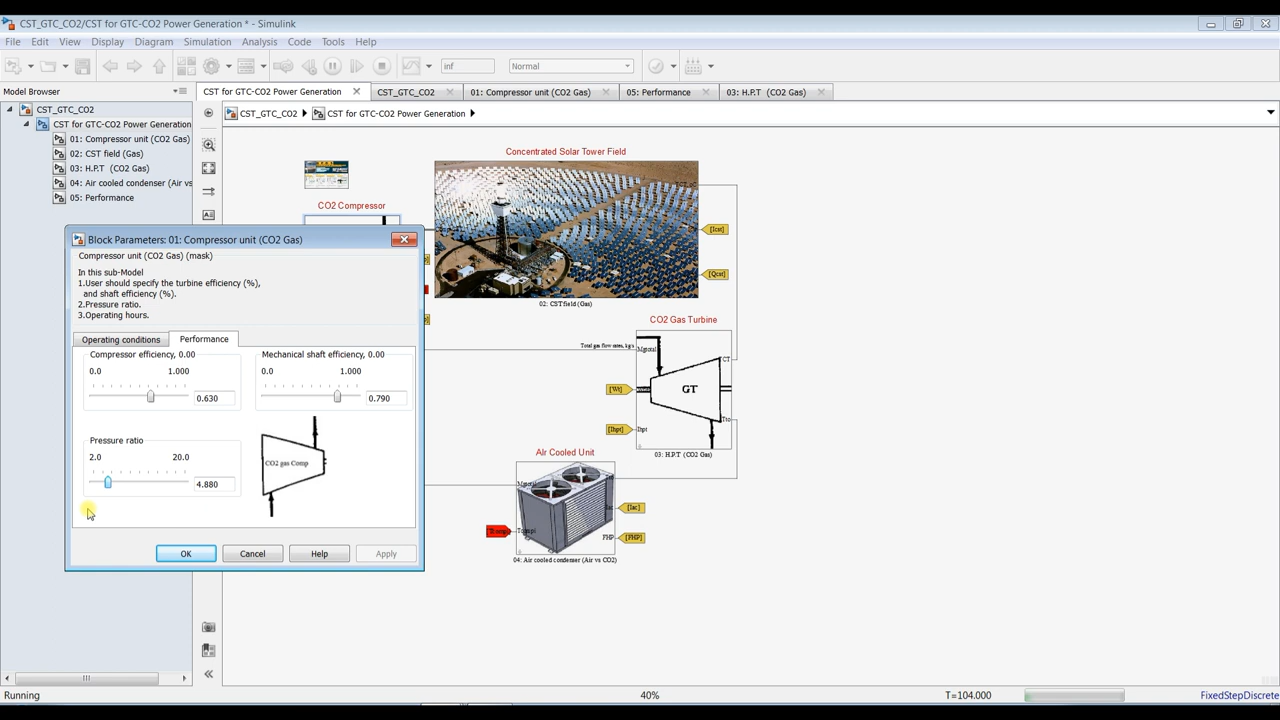 CST_GTC_CO2/CST for GTC-CO2 Power Generation * - Simulink
File Edit View Display Diagram Simulation Analysis Code Tools Help
inf Normal
Model Browser
CST for GTC-CO2 Power Generation CST_GTC_CO2 01: Compressor unit (CO2 Gas) 05: Performance 03: H.P.T (CO2 Gas)
CST_GTC_CO2
CST for GTC-CO2 Power Generation
01: Compressor unit (CO2 Gas)
02: CST field (Gas)
03: H.P.T (CO2 Gas)
04: Air cooled condenser (Air vs
05: Performance
CST_GTC_CO2 CST for GTC-CO2 Power Generation
Concentrated Solar Tower Field
CO2 Compressor
[Icst]
[Qcst]
02: CST field (Gas)
CO2 Gas Turbine
Total gas flow rates, kg/s
Mgtotal
[Wt]
GT
[Ihpt]
Ihpt
03: H.P.T (CO2 Gas)
Air Cooled Unit
Mgtotal
[Iac]
FHP
[FHP]
04: Air cooled condenser (Air vs CO2)
Block Parameters: 01: Compressor unit (CO2 Gas)
Compressor unit (CO2 Gas) (mask)
In this sub-Model
1.User should specify the turbine efficiency (%),
and shaft efficiency (%).
2.Pressure ratio.
3.Operating hours.
Operating conditions Performance
Compressor efficiency, 0.00
0.0 1.000
0.630
Mechanical shaft efficiency, 0.00
0.0 1.000
0.790
Pressure ratio
2.0 20.0
4.880
CO2 gas Comp
OK Cancel Help Apply
Running 40% T=104.000 FixedStepDiscrete